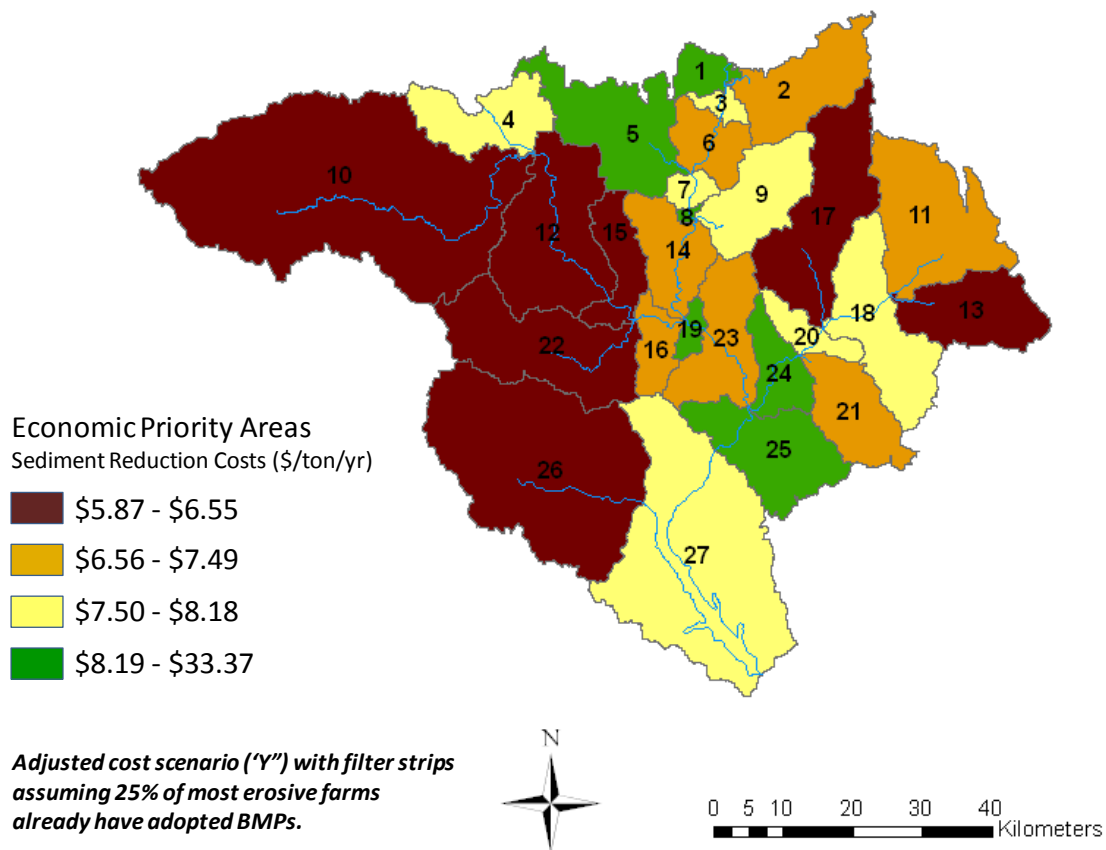 1
2
3
4
5
6
7
8
9
10
11
12
13
14
15
16
17
18
19
20
21
22
23
24
25
26
27
Economic Priority Areas
Sediment Reduction Costs ($/ton/yr)
$5.87 - $6.55
$6.56 - $7.49
$7.50 - $8.18
$8.19 - $33.37
Adjusted cost scenario (‘Y”) with filter strips
assuming 25% of most erosive farms
already have adopted BMPs.
N
0 5 10 20 30 40
Kilometers